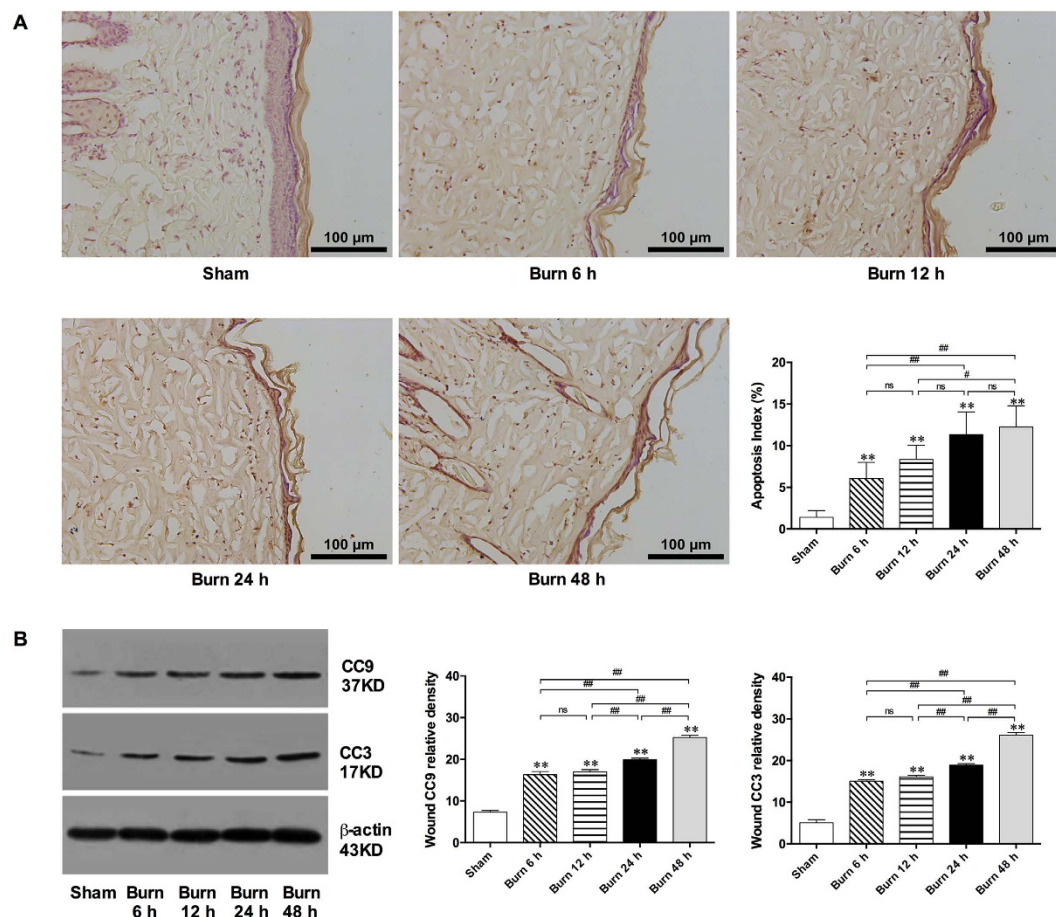 A
100 µm
100 µm
100 µm
Sham
Burn 6 h
Burn 12 h
100 µm
100 µm
Burn 24 h
Burn 48 h
Apoptosis Index (%)
20
15
10
5
0
##
##
#
ns
ns
ns
**
**
**
**
Sham
Burn 6 h
Burn 12 h
Burn 24 h
Burn 48 h
B
CC9
37KD
CC3
17KD
β-actin
43KD
Sham
Burn
6 h
Burn
12 h
Burn
24 h
Burn
48 h
Wound CC9 relative density
40
30
20
10
0
##
##
##
ns
##
##
**
**
**
**
Sham
Burn 6 h
Burn 12 h
Burn 24 h
Burn 48 h
Wound CC3 relative density
40
30
20
10
0
##
##
##
ns
##
##
**
**
**
**
Sham
Burn 6 h
Burn 12 h
Burn 24 h
Burn 48 h